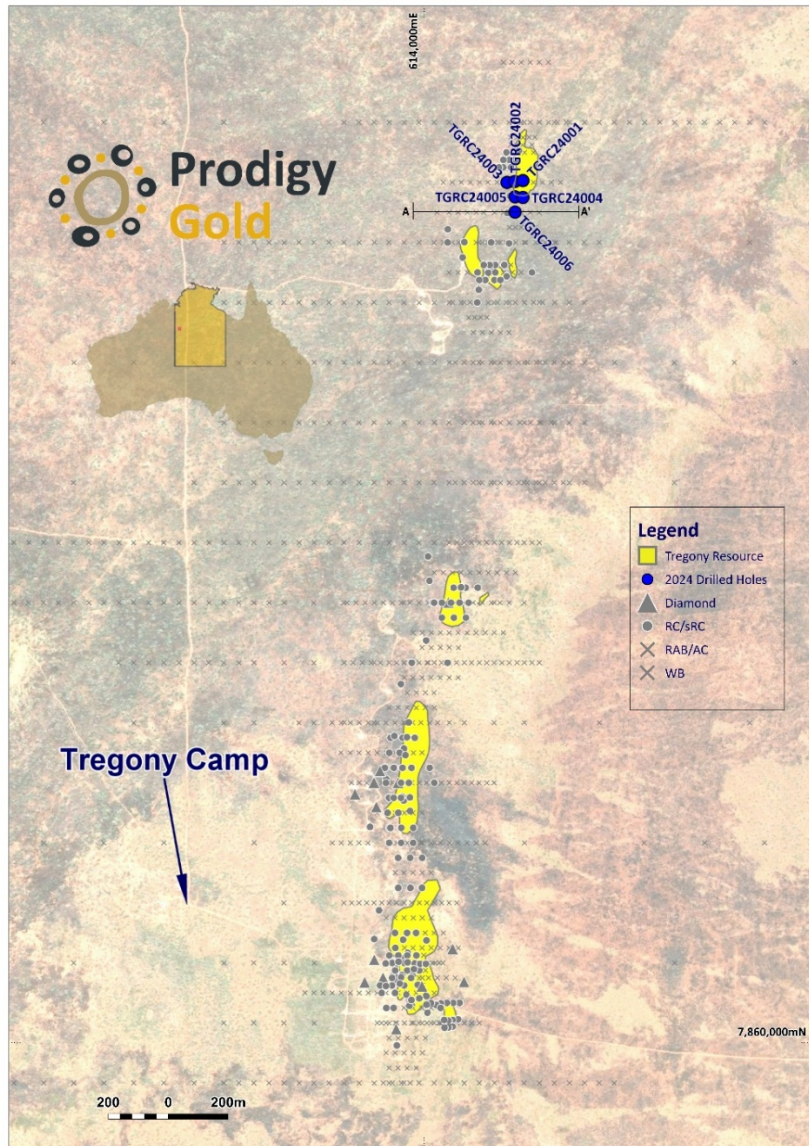 614,000mE
Prodigy
Gold
TGRC24003
TGRC24002
TGRC24001
TGRC24005
TGRC24004
A
A'
TGRC24006
Legend
Tregony Resource
2024 Drilled Holes
Diamond
RC/sRC
RAB/AC
WB
Tregony Camp
7,860,000mN
200 0 200m